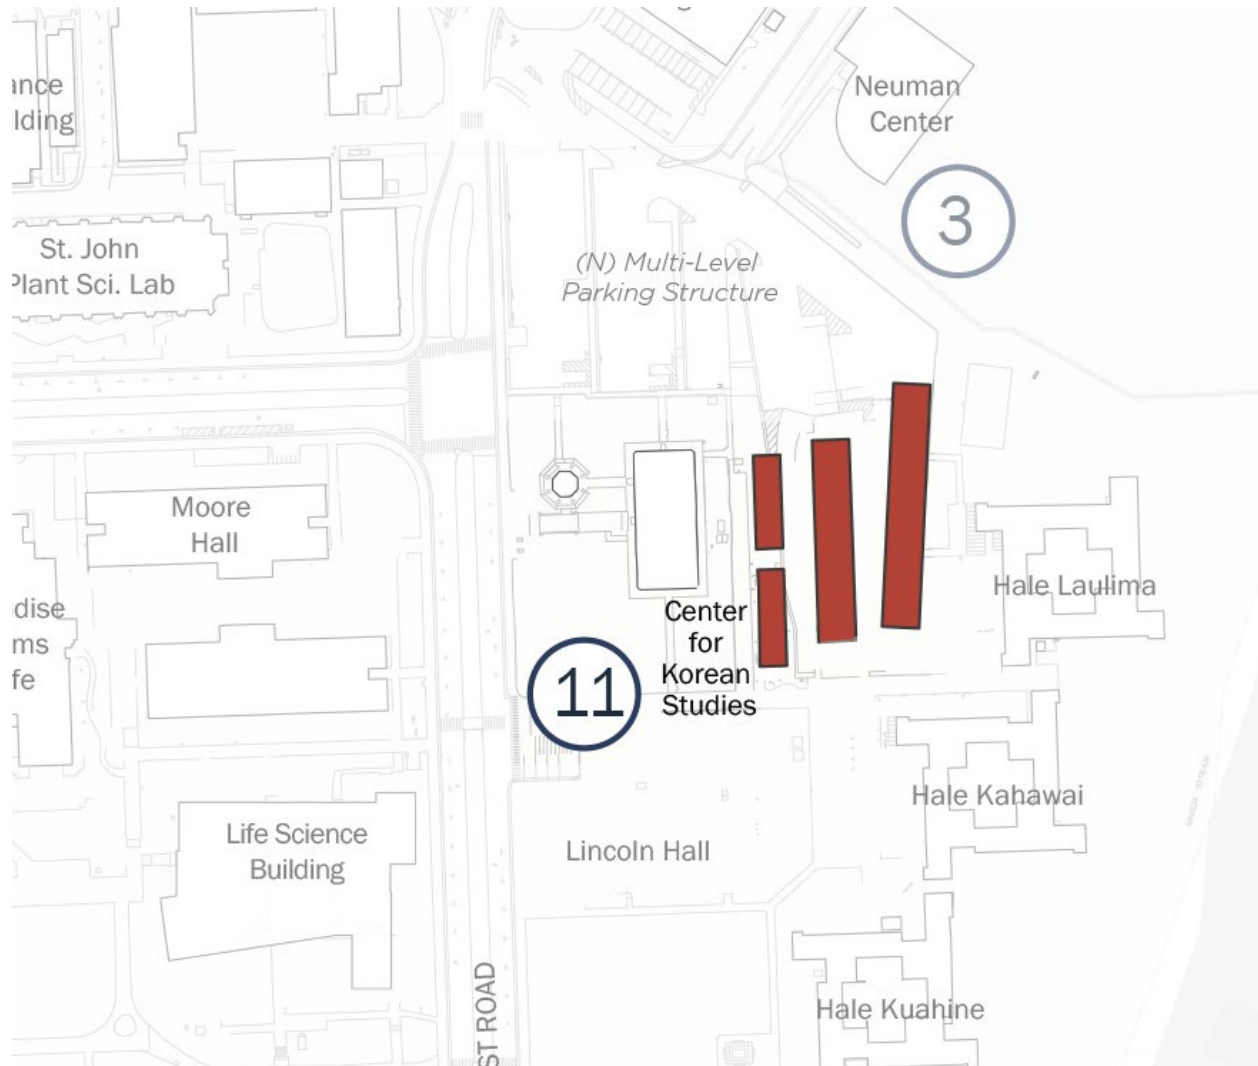 ance
lding
Neuman
Center
3
St. John
Plant Sci. Lab
(N) Multi-Level
Parking Structure
Moore
Hall
Hale Laulima
dise
ms
fe
Center
for
Korean
Studies
11
Hale Kahawai
Life Science
Building
Lincoln Hall
ST ROAD
Hale Kuahine